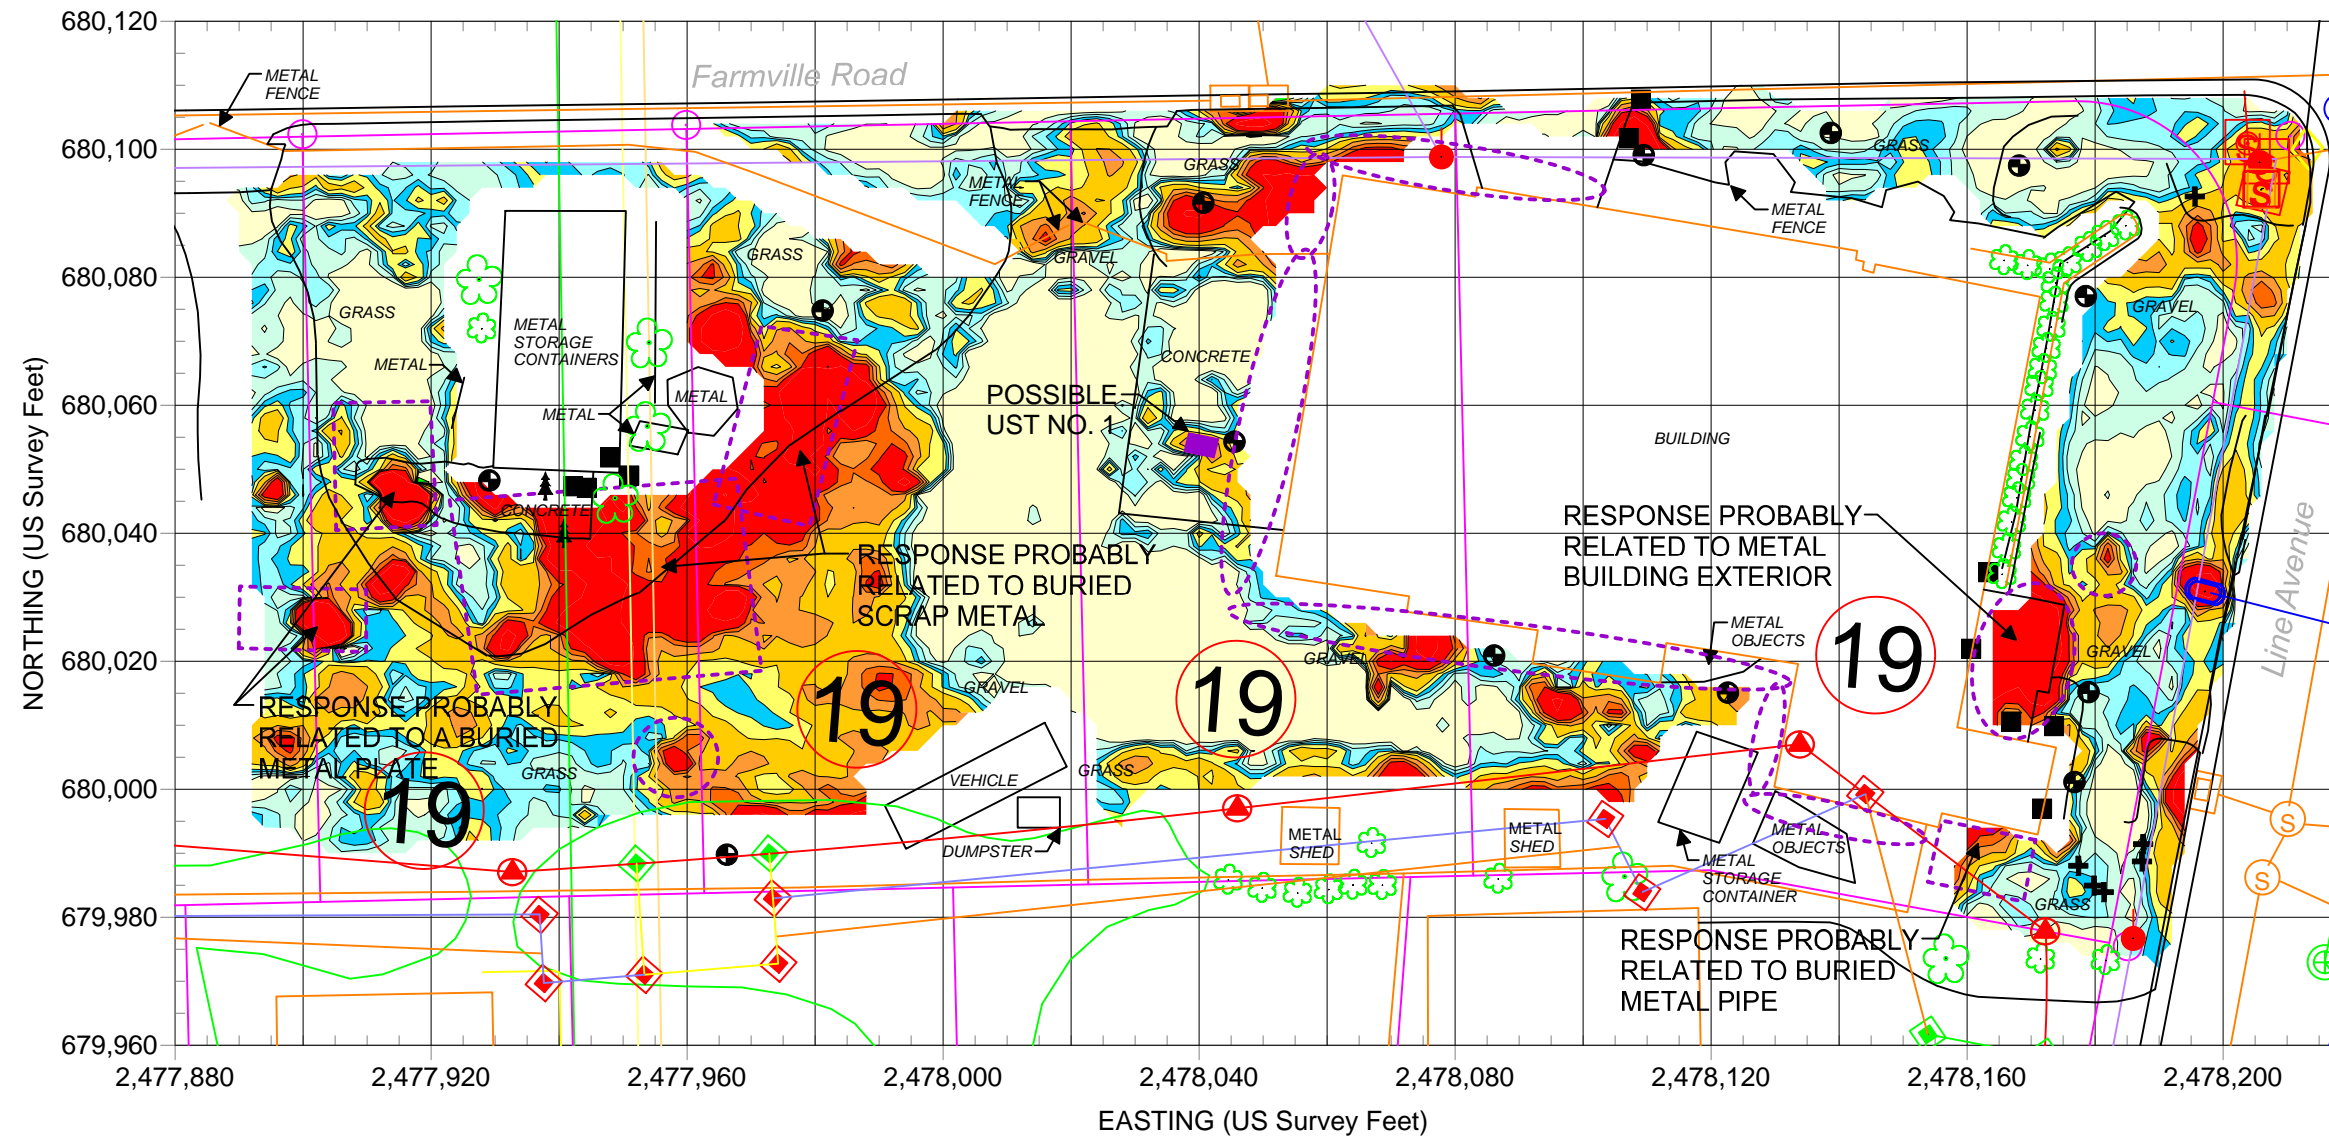 680,120
680,100
680,080
680,060
680,040
680,020
680,000
679,980
679,960
NORTHING (US Survey Feet)
2,477,880
2,477,920
2,477,960
2,478,000
2,478,040
2,478,080
2,478,120
2,478,160
2,478,200
EASTING (US Survey Feet)
Farmville Road
Line Avenue
METAL
FENCE
METAL
FENCE
GRASS
GRASS
METAL
FENCE
GRASS
GRAVEL
GRAVEL
GRASS
METAL
STORAGE
CONTAINERS
METAL
METAL
METAL
CONCRETE
POSSIBLE
UST NO. 1
BUILDING
CONCRETE
RESPONSE PROBABLY
RELATED TO BURIED
SCRAP METAL
RESPONSE PROBABLY
RELATED TO METAL
BUILDING EXTERIOR
METAL
OBJECTS
GRAVEL
GRAVEL
GRAVEL
RESPONSE PROBABLY
RELATED TO A BURIED
METAL PLATE
19
19
19
19
GRASS
VEHICLE
GRASS
DUMPSTER
METAL
SHED
METAL
SHED
METAL
OBJECTS
METAL
STORAGE
CONTAINER
GRASS
RESPONSE PROBABLY
RELATED TO BURIED
METAL PIPE
S
S
S
S